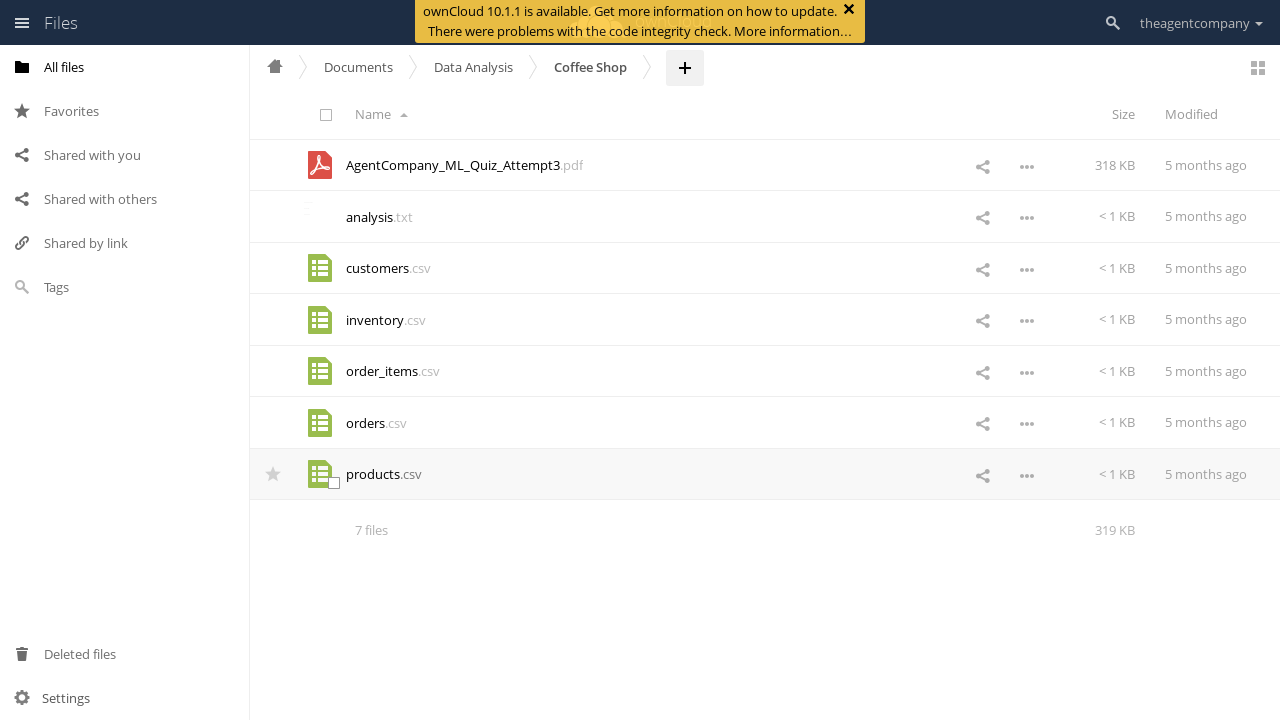 Files
ownCloud 10.1.1 is available. Get more information on how to update.
There were problems with the code integrity check. More information…
theagentcompany
All files
Favorites
Shared with you
Shared with others
Shared by link
Tags
Deleted files
Settings
Documents
Data Analysis
Coffee Shop
Name
Size
Modified
AgentCompany_ML_Quiz_Attempt3.pdf
318 KB
5 months ago
analysis.txt
< 1 KB
5 months ago
customers.csv
< 1 KB
5 months ago
inventory.csv
< 1 KB
5 months ago
order_items.csv
< 1 KB
5 months ago
orders.csv
< 1 KB
5 months ago
products.csv
< 1 KB
5 months ago
7 files
319 KB